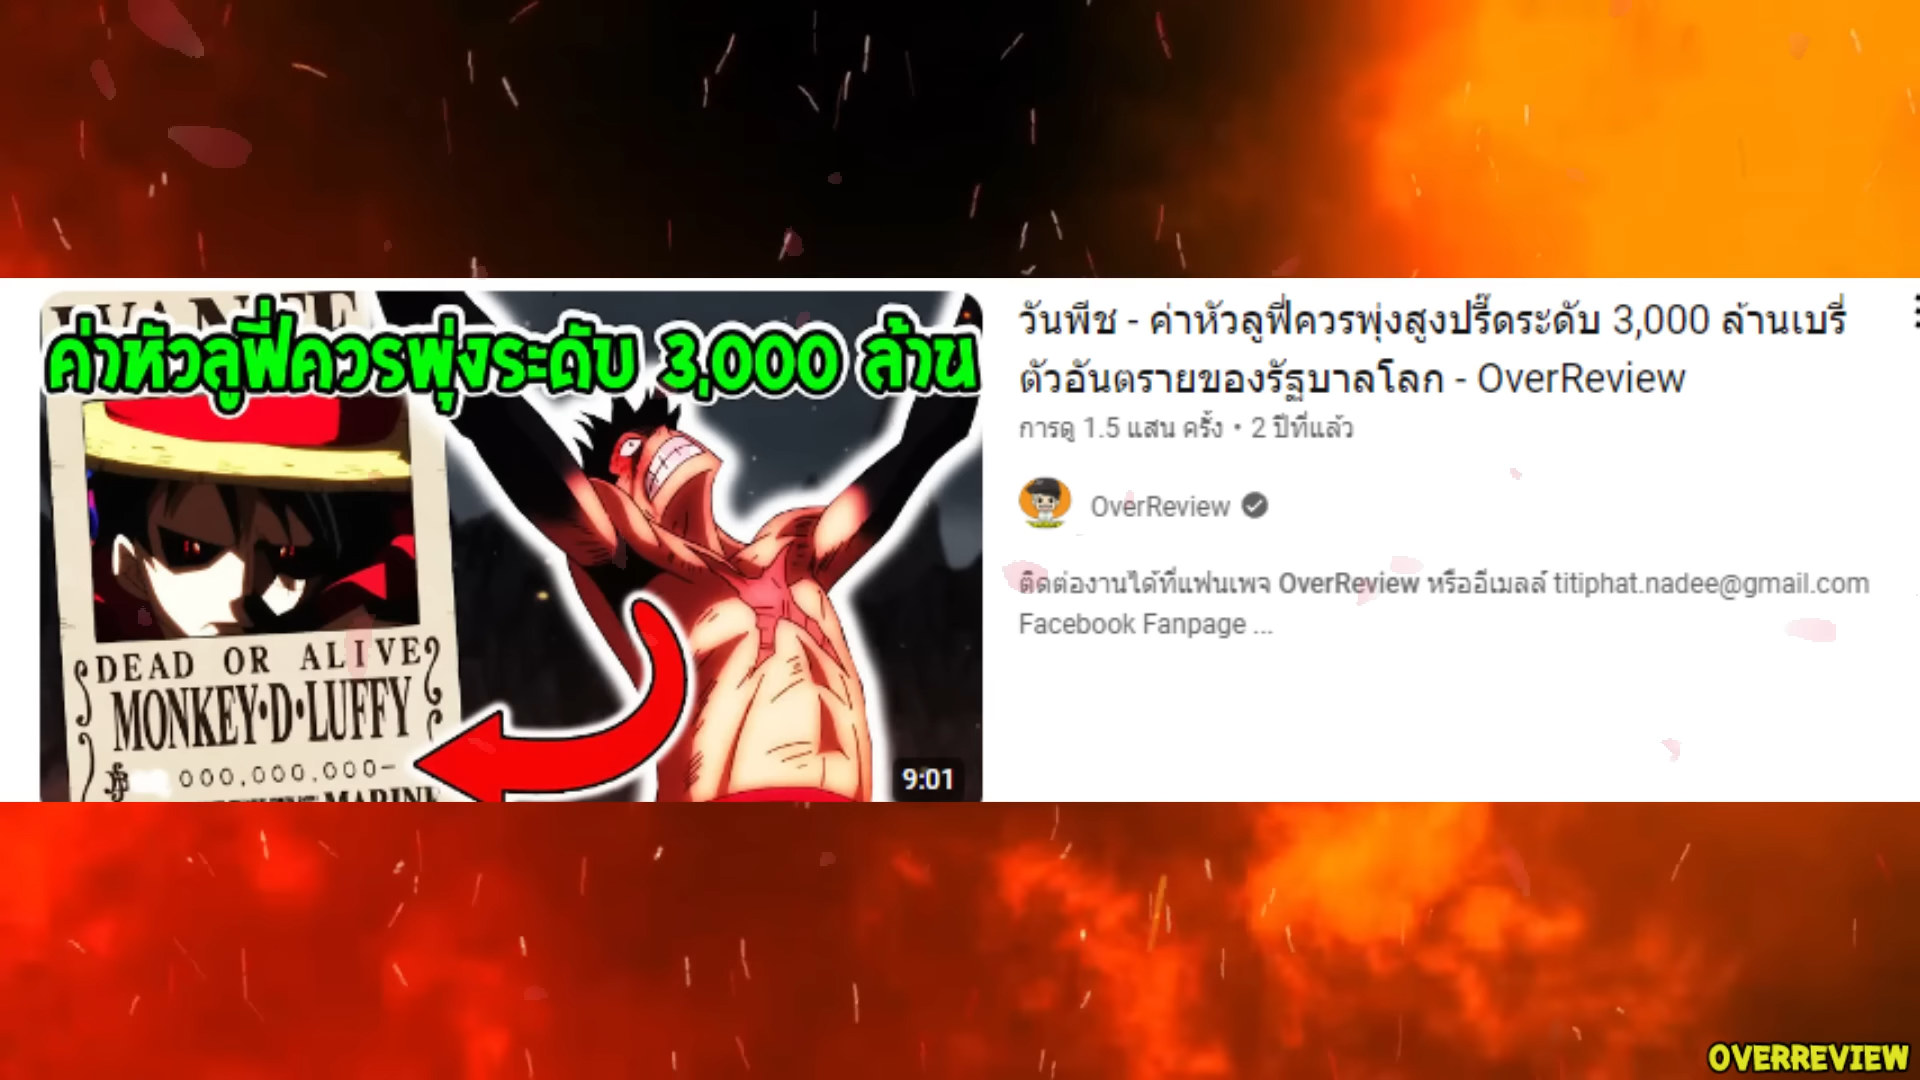 WANTED
ค่าหัวลูฟี่ควรพุ่งระดับ 3,000 ล้าน
DEAD OR ALIVE
MONKEY•D•LUFFY
000,000,000-
MARINE
9:01
วันพีช - ค่าหัวลูฟี่ควรพุ่งสูงปรี๊ดระดับ 3,000 ล้านเบรี่
ตัวอันตรายของรัฐบาลโลก - OverReview
การดู 1.5 แสน ครั้ง • 2 ปีที่แล้ว
OverReview
ติดต่องานได้ที่แฟนเพจ OverReview หรืออีเมลล์ titiphat.nadee@gmail.com
Facebook Fanpage ...
OVERREVIEW